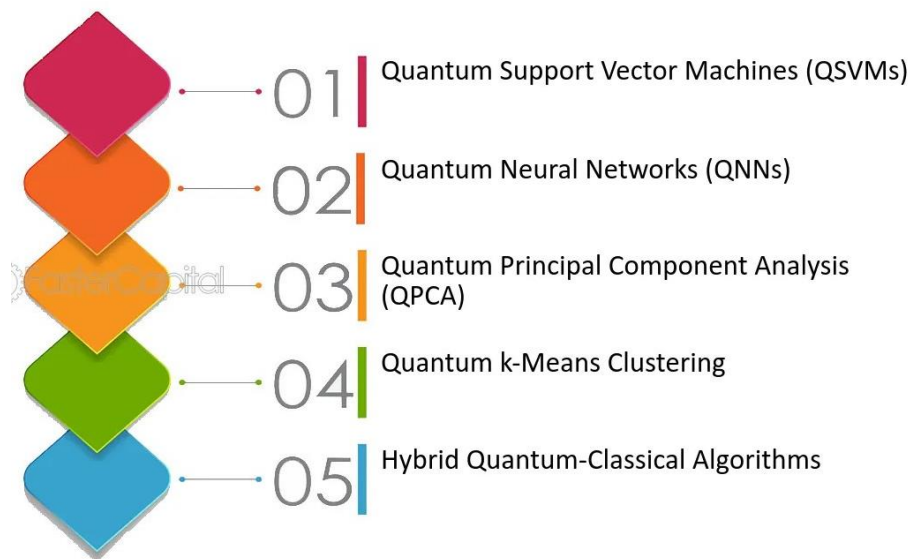 01
Quantum Support Vector Machines (QSVMs)
02
Quantum Neural Networks (QNNs)
FasterCapital
03
Quantum Principal Component Analysis
(QPCA)
04
Quantum k-Means Clustering
05
Hybrid Quantum-Classical Algorithms